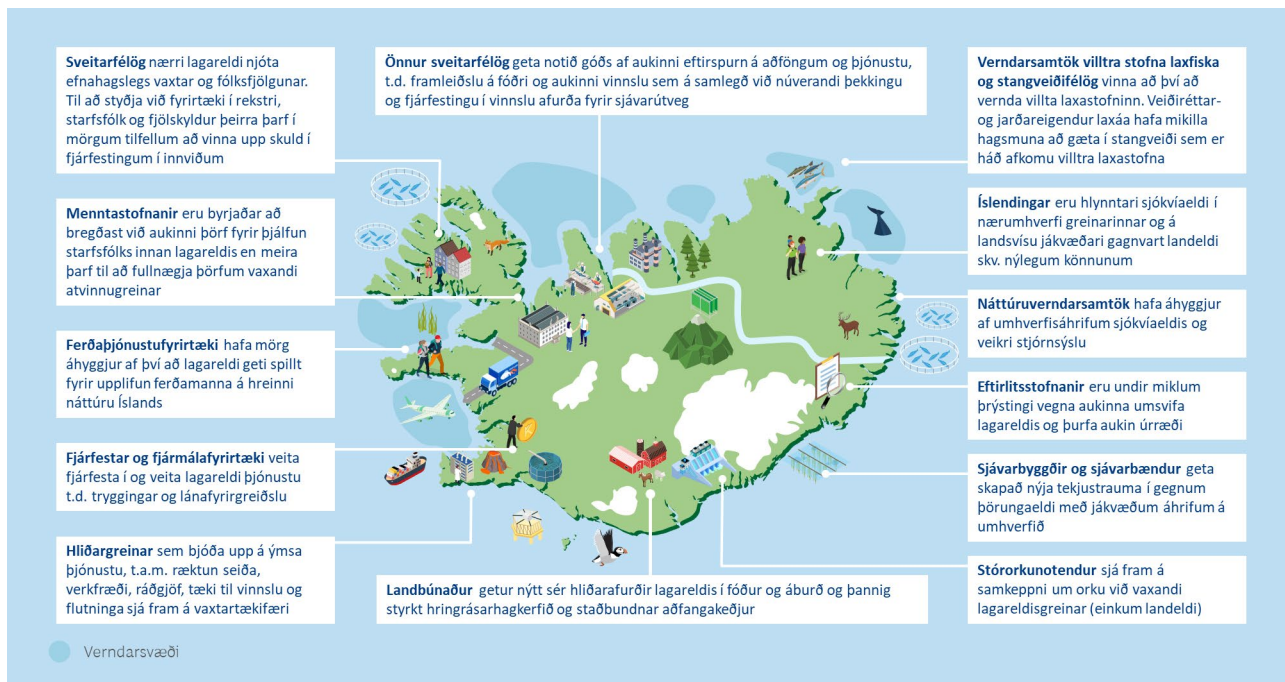 Sveitarfélög nærri lagareldi njóta
efnahagslegs vaxtar og fólksfjölgunar.
Til að styðja við fyrirtæki í rekstri,
starfsfólk og fjölskyldur þeirra þarf í
mörgum tilfellum að vinna upp skuld í
fjárfestingum í innviðum
Menntastofnanir eru byrjaðar að
bregðast við aukinni þörf fyrir þjálfun
starfsfólks innan lagareldis en meira
þarf til að fullnægja þörfum vaxandi
atvinnugreinar
Ferðaþjónustufyrirtæki hafa mörg
áhyggjur af því að lagareldi geti spillt
fyrir upplifun ferðamanna á hreinni
náttúru Íslands
Fjárfestar og fjármálafyrirtæki veita
fjárfesta í og veita lagareldi þjónustu
t.d. tryggingar og lánafyrirgreiðslu
Hliðargreinar sem bjóða upp á ýmsa
þjónustu, t.a.m. ræktun seiða,
verkfræði, ráðgjöf, tæki til vinnslu og
flutninga sjá fram á vaxtartækifæri
Önnur sveitarfélög geta notið góðs af aukinni eftirspurn á aðföngum og þjónustu,
t.d. framleiðslu á fóðri og aukinni vinnslu sem á samlegð við núverandi þekkingu
og fjárfestingu í vinnslu afurða fyrir sjávarútveg
Landbúnaður getur nýtt sér hliðarafurðir lagareldis í fóður og áburð og þannig
styrkt hringrásarhagkerfið og staðbundnar aðfangakeðjur
Verndarsamtök villtra stofna laxfiska
og stangveiðifélög vinna að því að
vernda villta laxastofninn. Veiðiréttar-
og jarðareigendur laxáa hafa mikilla
hagsmuna að gæta í stangveiði sem er
háð afkomu villtra laxastofna
Íslendingar eru hlynntari sjókvíaeldi í
nærumhverfi greinarinnar og á
landsvísu jákvæðari gagnvart landeldi
skv. nýlegum könnunum
Náttúruverndarsamtök hafa áhyggjur
af umhverfisáhrifum sjókvíaeldis og
veikri stjórnsýslu
Eftirlitsstofnanir eru undir miklum
þrýstingi vegna aukinna umsvifa
lagareldis og þurfa aukin úrræði
Sjávarbyggðir og sjávarbændur geta
skapað nýja tekjustrauma í gegnum
þörungaeldi með jákvæðum áhrifum á
umhverfið
Stórorkunotendur sjá fram á
samkeppni um orku við vaxandi
lagareldisgreinar (einkum landeldi)
Verndarsvæði